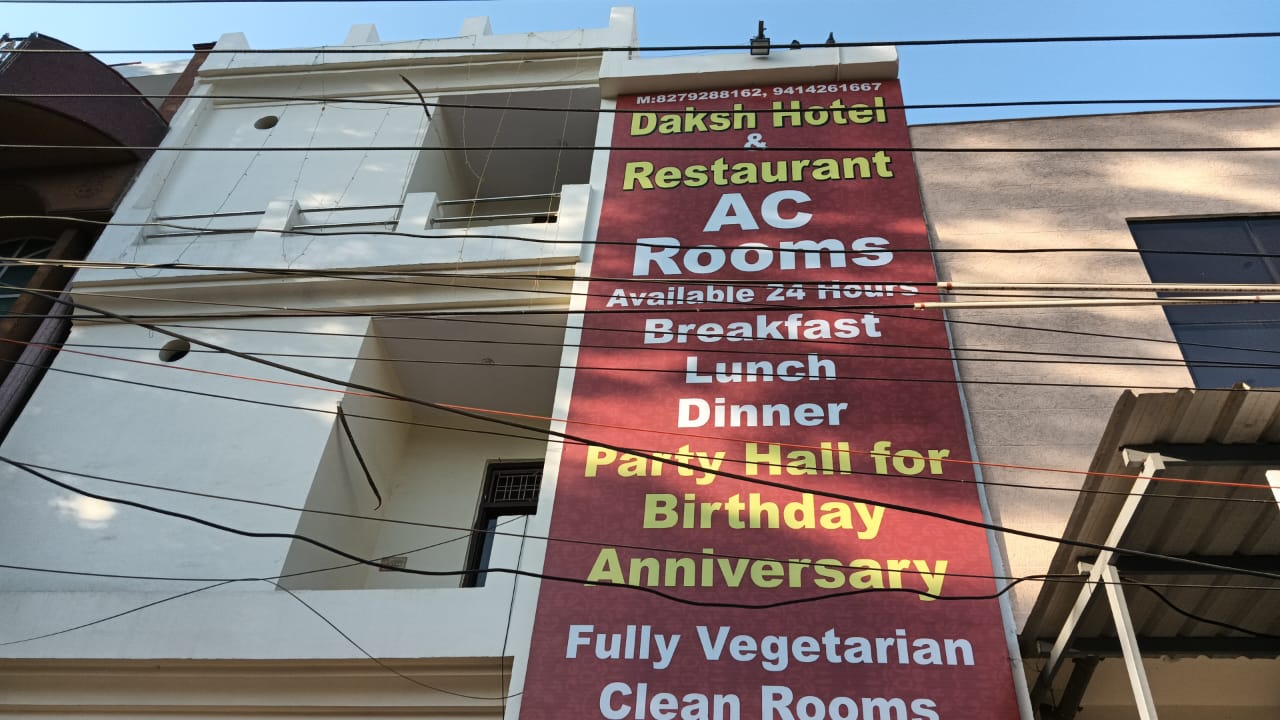 M:8279288162, 9414261667
Daksh Hotel
&
Restaurant
AC
Rooms
Available 24 Hours
Breakfast
Lunch
Dinner
Party Hall for
Birthday
Anniversary
Fully Vegetarian
Clean Rooms